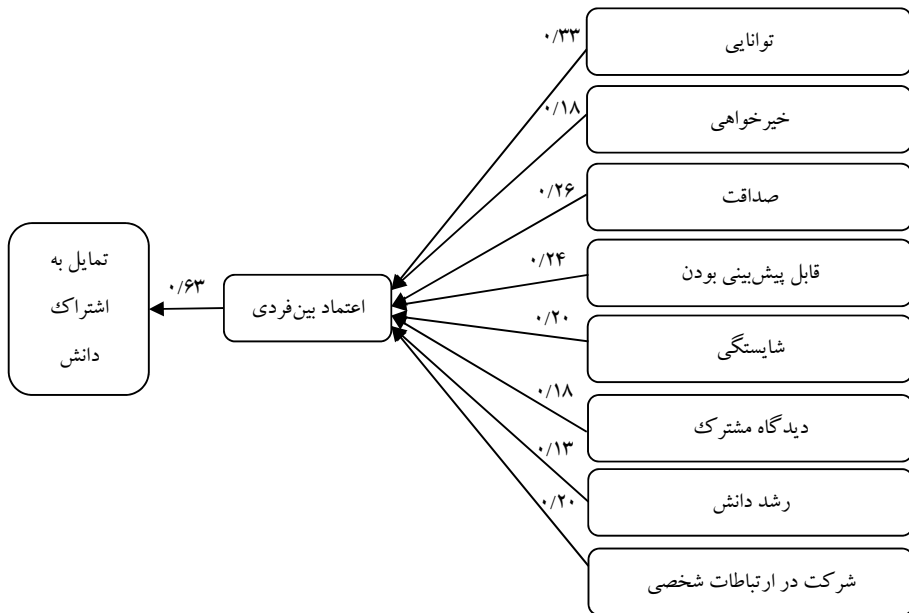 توانایی
۰/۳۳
خیرخواهی
۰/۱۸
صداقت
۰/۲۶
قابل پیش‌بینی بودن
۰/۲۴
شایستگی
۰/۲۰
دیدگاه مشترک
۰/۱۸
رشد دانش
۰/۱۳
شرکت در ارتباطات شخصی
۰/۲۰
اعتماد بین‌فردی
۰/۶۳
تمایل به
اشتراک
دانش